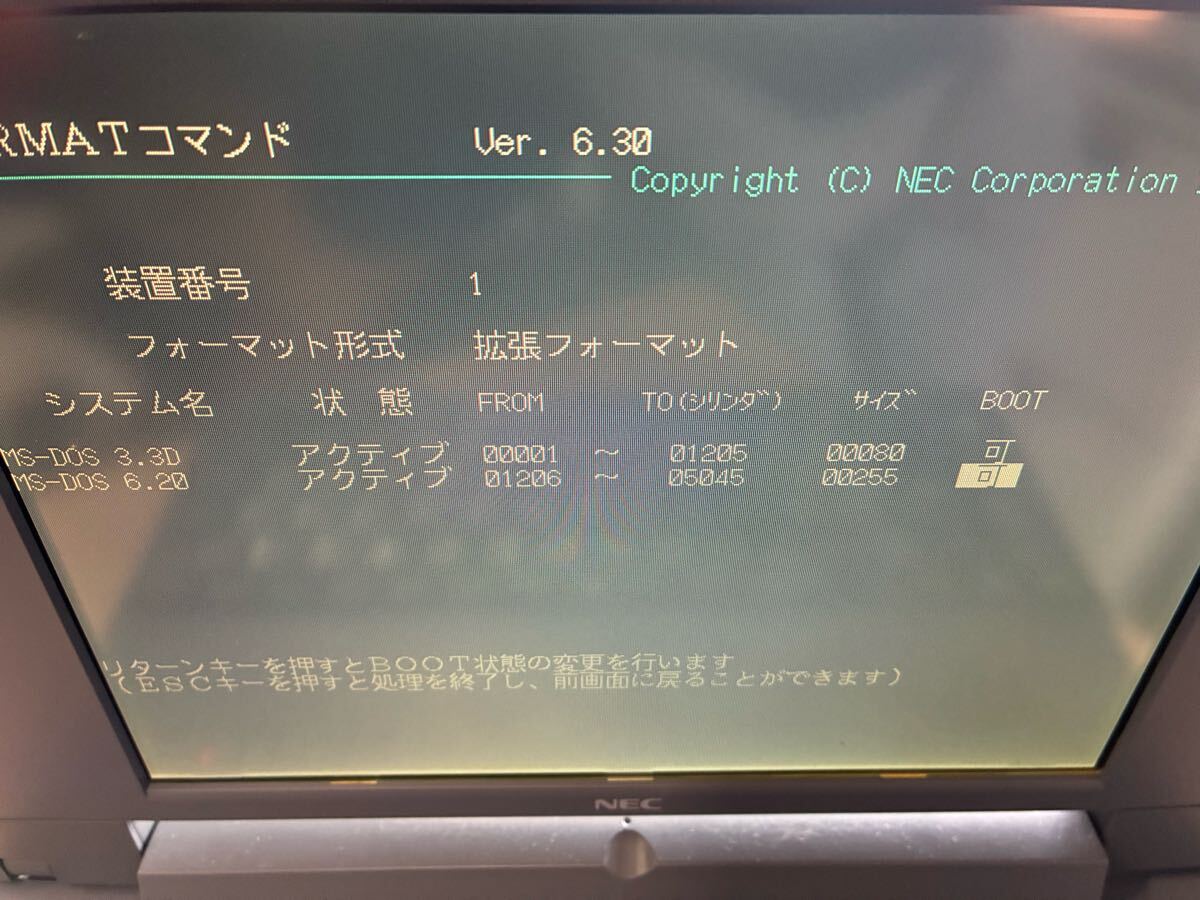 RMATコマンド Ver. 6.30
Copyright (C) NEC Corporation
装置番号 1
フォーマット形式 拡張フォーマット
システム名 状 態 FROM TO(シリンダ) サイズ BOOT
MS-DOS 3.3D アクティブ 00001 ～ 01205 00080 可
MS-DOS 6.20 アクティブ 01206 ～ 05045 00255 可
リターンキーを押すとBOOT状態の変更を行います
(ESCキーを押すと処理を終了し、前画面に戻ることができます)
NEC